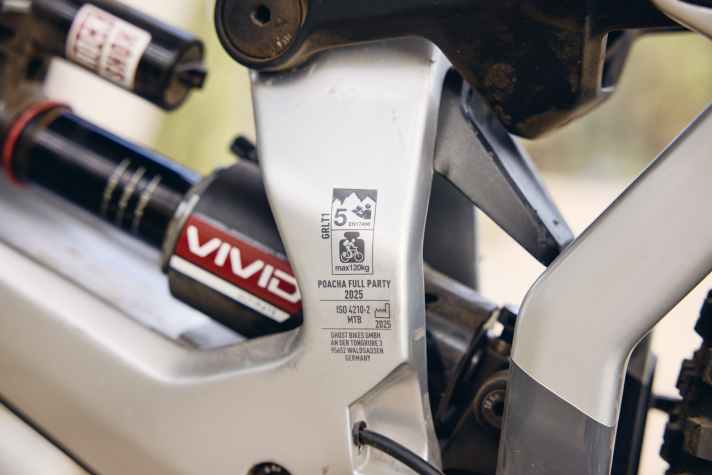 VIVID
GRLT1
5
EN17406
max120kg
POACHA FULL PARTY
2025
ISO 4210-2
MTB
2025
GHOST BIKES GMBH
AN DER TONGRUBE 3
95652 WALDSASSEN
GERMANY